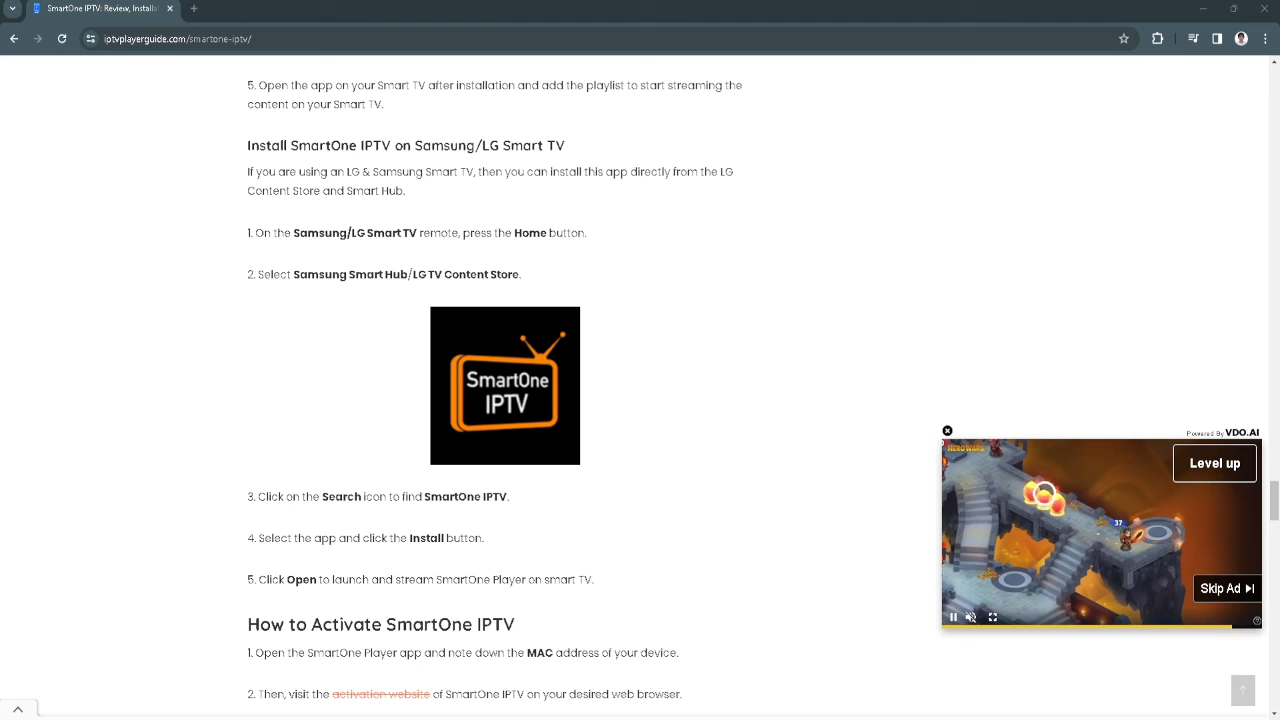 SmartOne IPTV: Review, Installa
iptvplayerguide.com/smartone-iptv/
5. Open the app on your Smart TV after installation and add the playlist to start streaming the
content on your Smart TV.
Install SmartOne IPTV on Samsung/LG Smart TV
If you are using an LG & Samsung Smart TV, then you can install this app directly from the LG
Content Store and Smart Hub.
1. On the Samsung/LG Smart TV remote, press the Home button.
2. Select Samsung Smart Hub/LG TV Content Store.
SmartOne
IPTV
3. Click on the Search icon to find SmartOne IPTV.
4. Select the app and click the Install button.
5. Click Open to launch and stream SmartOne Player on smart TV.
How to Activate SmartOne IPTV
1. Open the SmartOne Player app and note down the MAC address of your device.
2. Then, visit the activation website of SmartOne IPTV on your desired web browser.
Powered By VDO.AI
HERO WARS
Level up
37
Skip Ad